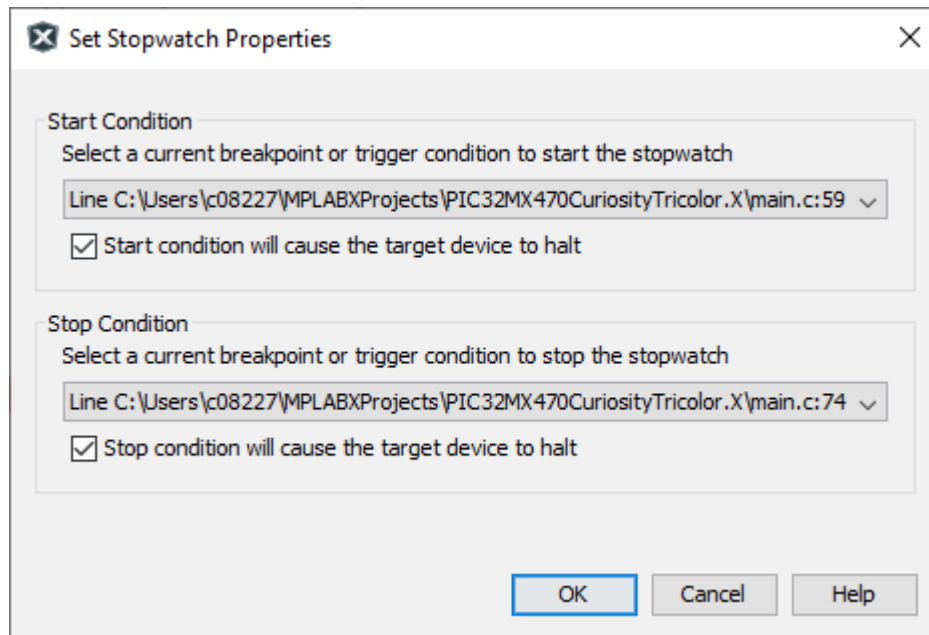 Set Stopwatch Properties
Start Condition
Select a current breakpoint or trigger condition to start the stopwatch
Line C:\Users\c08227\MPLABXProjects\PIC32MX470CuriosityTricolor.X\main.c:59
Start condition will cause the target device to halt
Stop Condition
Select a current breakpoint or trigger condition to stop the stopwatch
Line C:\Users\c08227\MPLABXProjects\PIC32MX470CuriosityTricolor.X\main.c:74
Stop condition will cause the target device to halt
OK Cancel Help